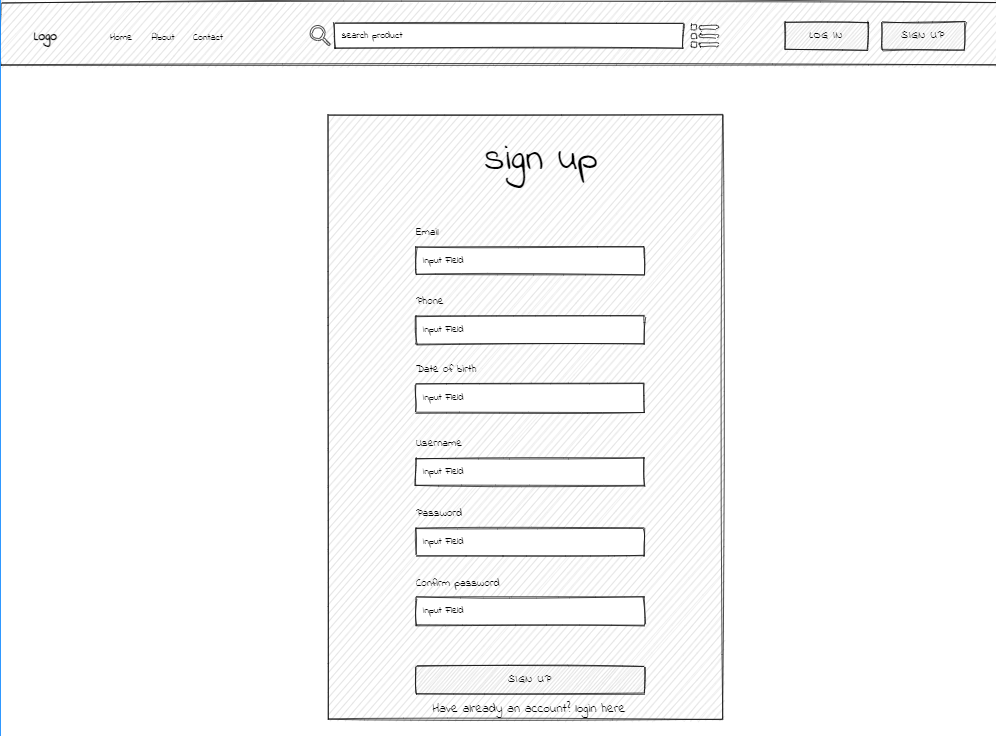 Logo Home About Contact search product LOG IN SIGN UP
sign up
Email
Input Field
Phone
Input Field
Date of birth
Input Field
Username
Input Field
Password
Input Field
Confirm password
Input Field
SIGN UP
Have already an account? login here